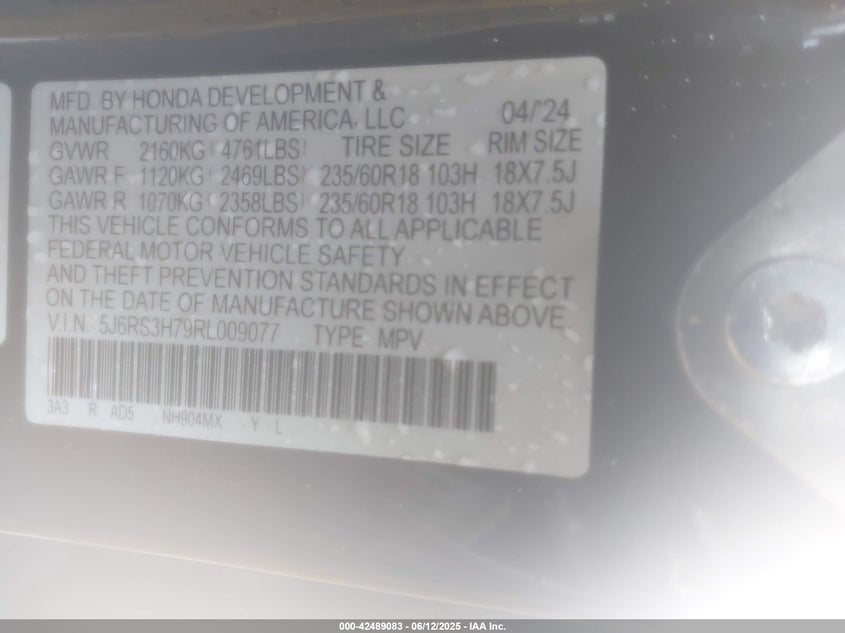 MFD. BY HONDA DEVELOPMENT &
MANUFACTURING OF AMERICA, LLC 04/'24
GVWR 2160KG ( 4761LBS) TIRE SIZE RIM SIZE
GAWR F 1120KG ( 2469LBS) 235/60R18 103H 18X7.5J
GAWR R 1070KG ( 2358LBS) 235/60R18 103H 18X7.5J
THIS VEHICLE CONFORMS TO ALL APPLICABLE
FEDERAL MOTOR VEHICLE SAFETY
AND THEFT PREVENTION STANDARDS IN EFFECT
ON THE DATE OF MANUFACTURE SHOWN ABOVE
V.I.N. 5J6RS3H79RL009077 TYPE MPV
3A3 R AD5 NH904MX Y - L
000-42489083 - 06/12/2025 - IAA Inc.